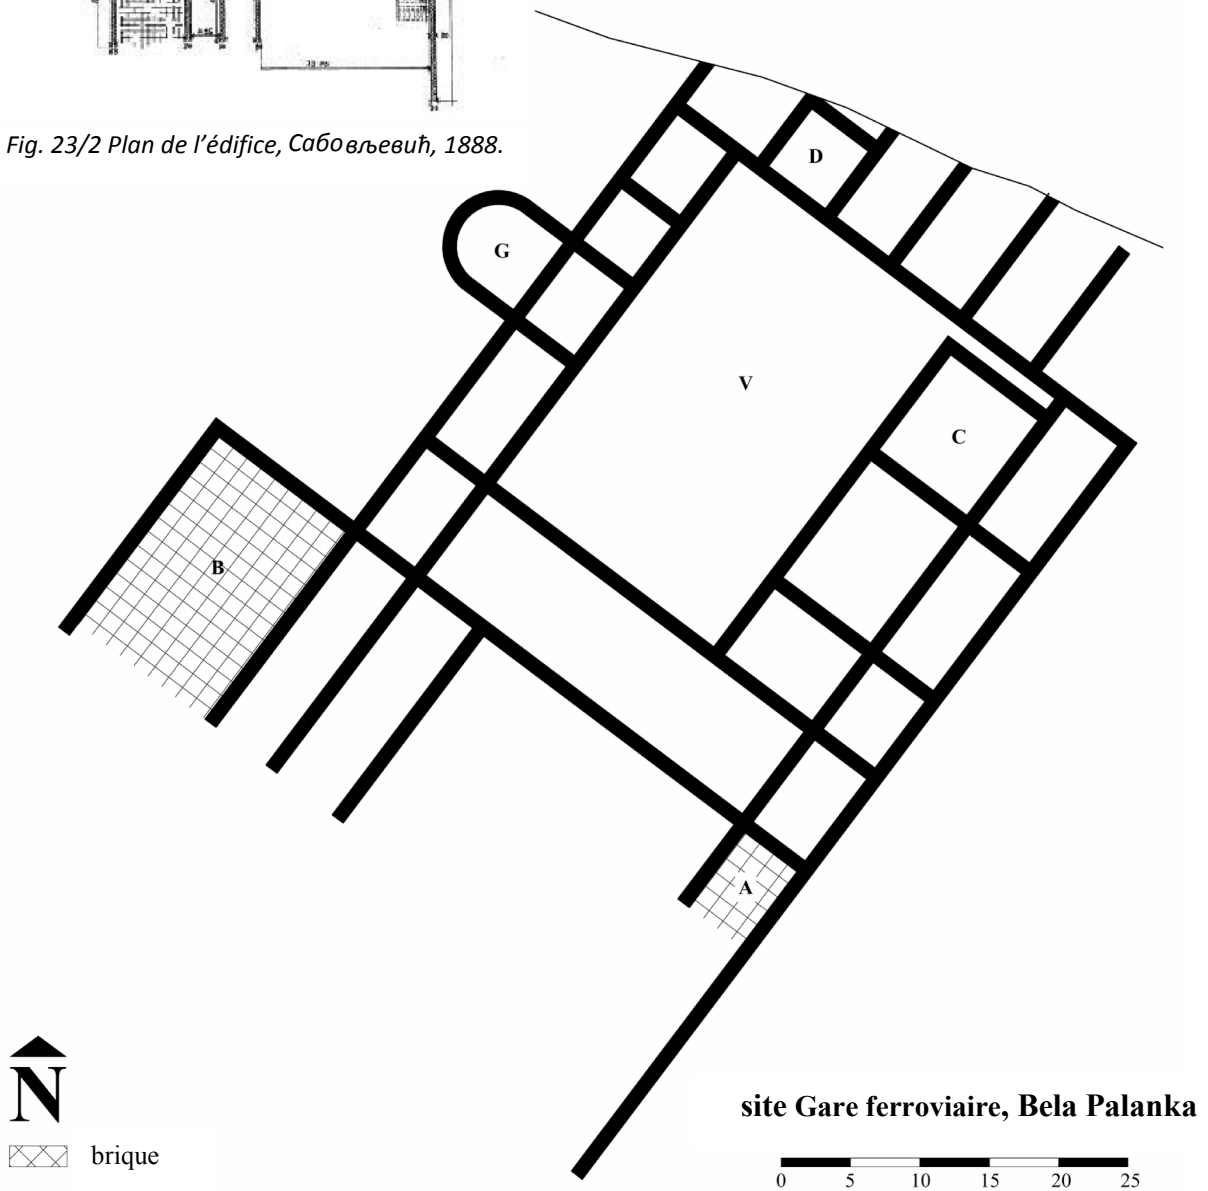 Fig. 23/2 Plan de l’édifice, Сабовљевић, 1888.
D
G
V
C
B
A
N
site Gare ferroviaire, Bela Palanka
brique
0 5 10 15 20 25